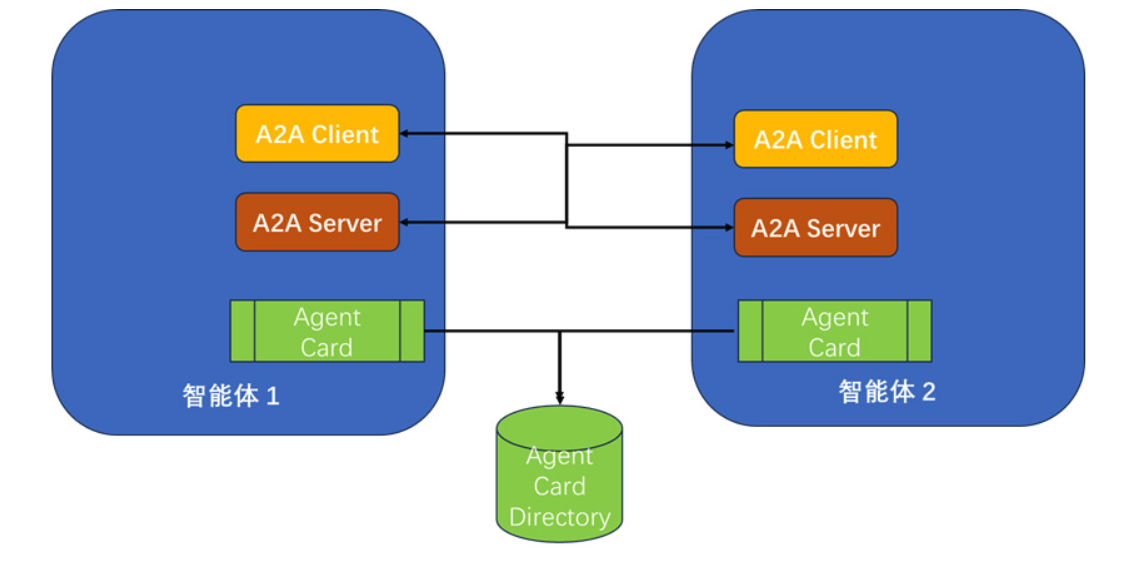 A2A Client
A2A Server
Agent
Card
智能体 1
A2A Client
A2A Server
Agent
Card
智能体 2
Agent
Card
Directory